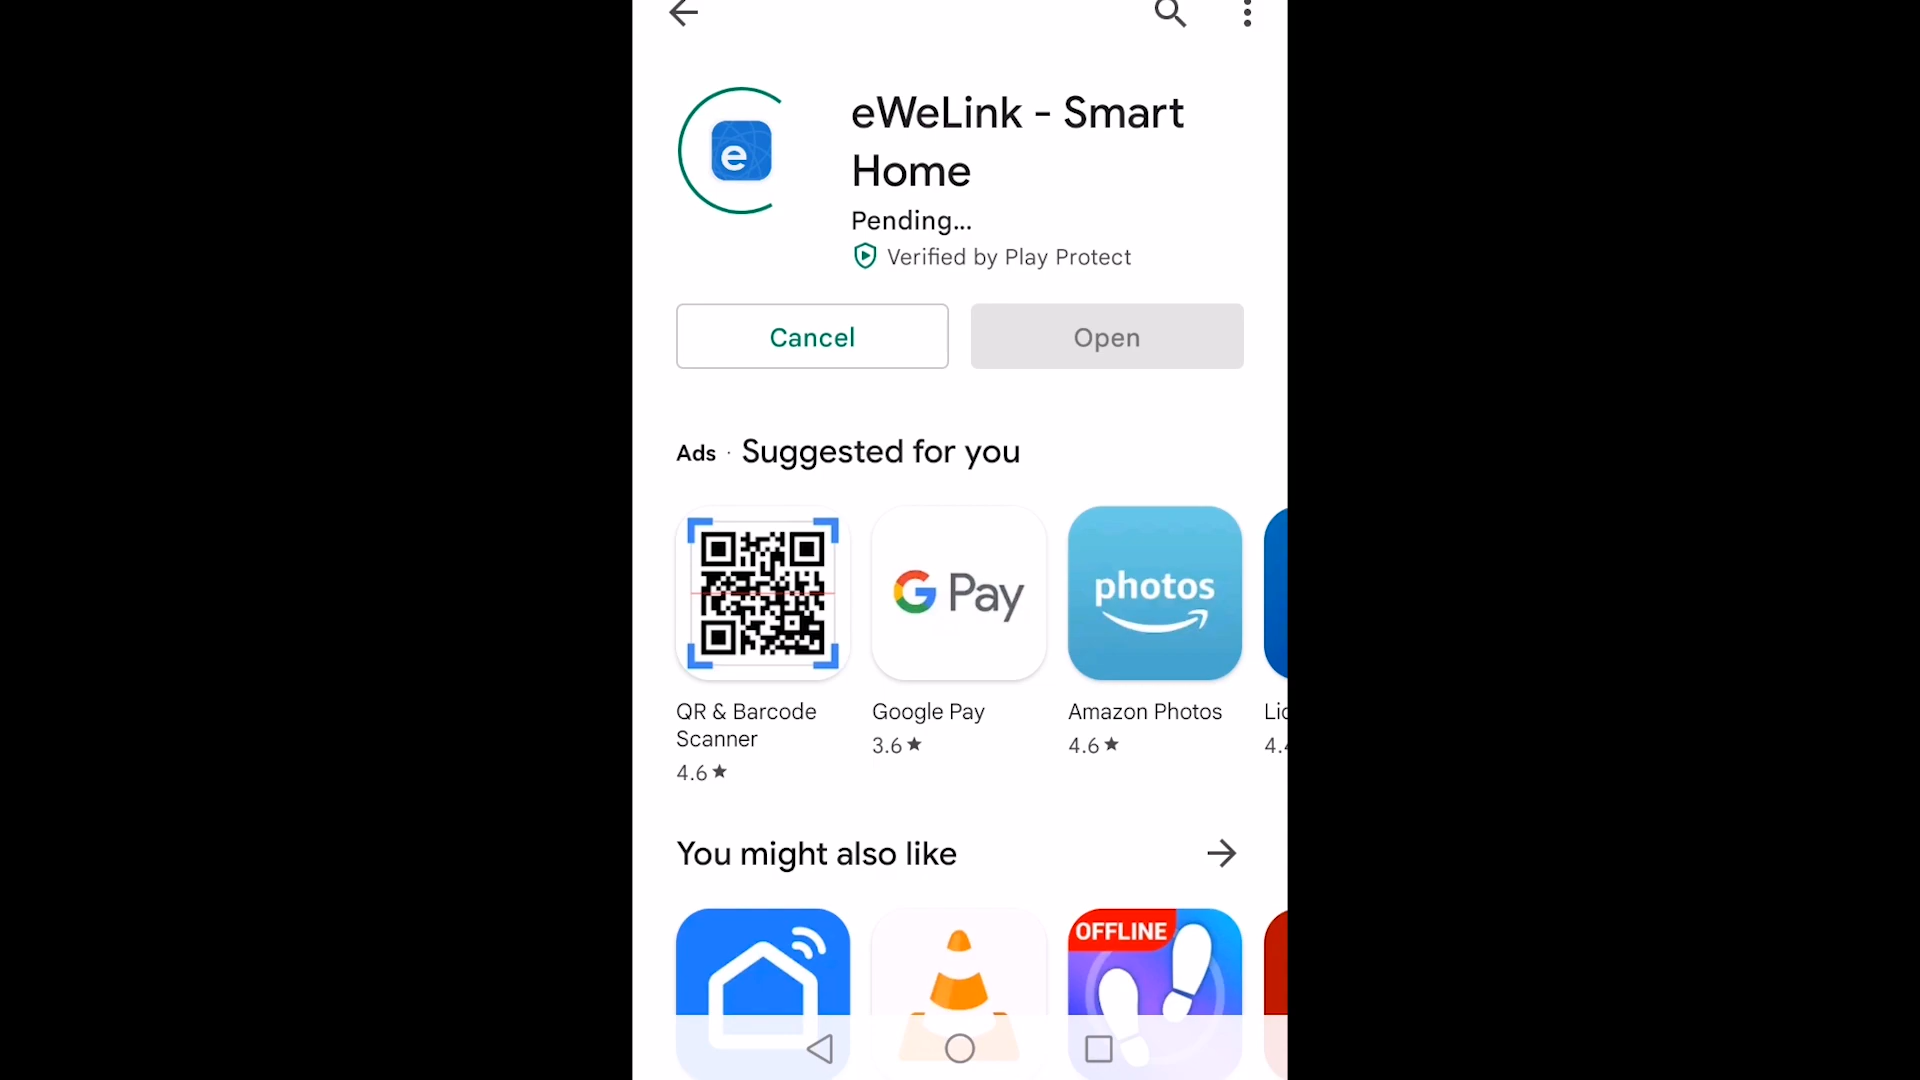 eWeLink - Smart
Home
Pending...
Verified by Play Protect
Cancel
Open
Ads · Suggested for you
G Pay
photos
QR & Barcode
Scanner
4.6 ★
Google Pay
3.6 ★
Amazon Photos
4.6 ★
You might also like
OFFLINE